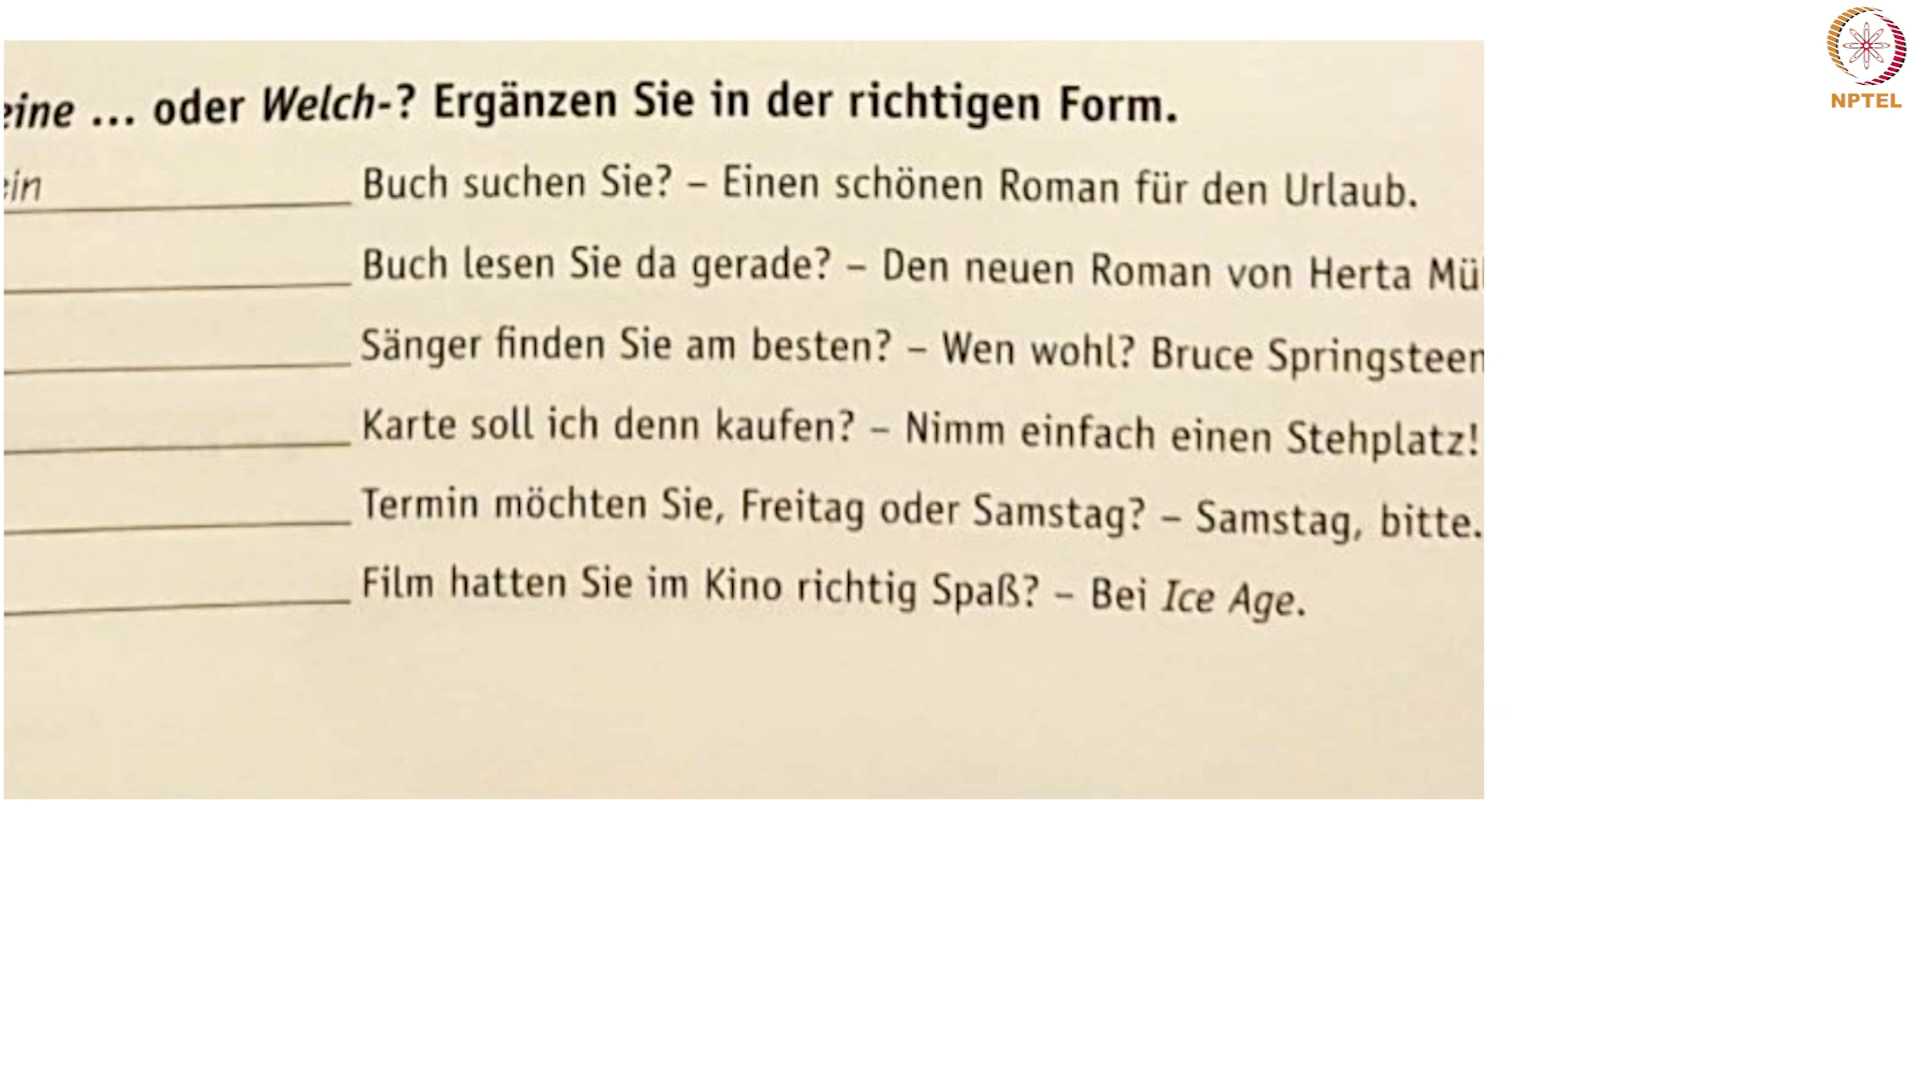 eine ... oder Welch-? Ergänzen Sie in der richtigen Form.
ein Buch suchen Sie? – Einen schönen Roman für den Urlaub.
Buch lesen Sie da gerade? – Den neuen Roman von Herta Mül
Sänger finden Sie am besten? – Wen wohl? Bruce Springsteen
Karte soll ich denn kaufen? – Nimm einfach einen Stehplatz!
Termin möchten Sie, Freitag oder Samstag? – Samstag, bitte.
Film hatten Sie im Kino richtig Spaß? – Bei Ice Age.
NPTEL